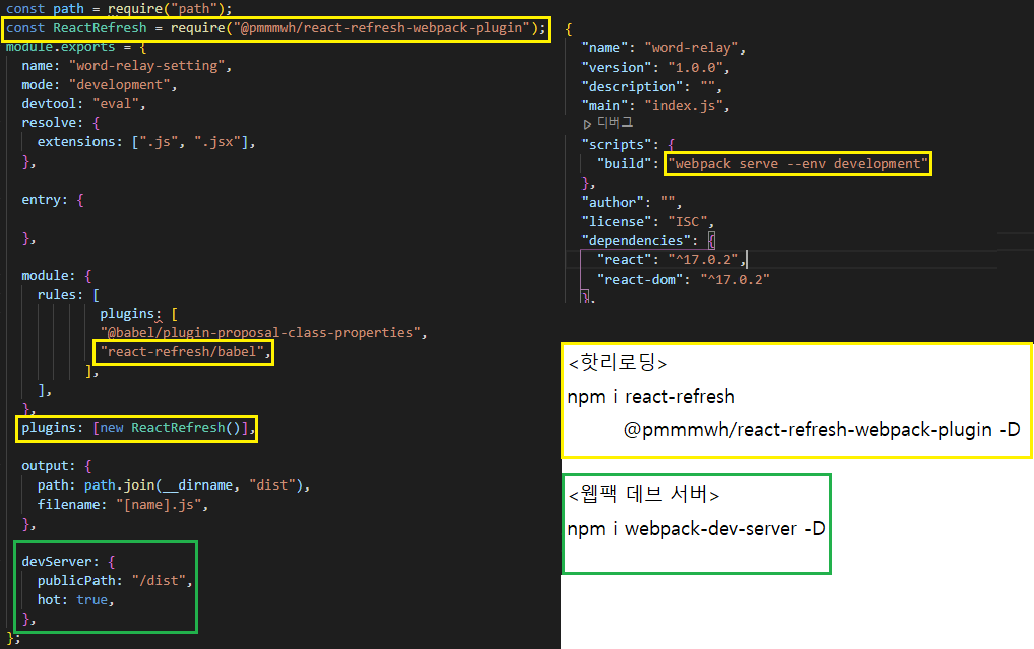 const path = require("path");
const ReactRefresh = require("@pmmmwh/react-refresh-webpack-plugin");
module.exports = {
name: "word-relay-setting",
mode: "development",
devtool: "eval",
resolve: {
extensions: [".js", ".jsx"],
},
entry: {
},
module: {
rules: [
plugins: [
"@babel/plugin-proposal-class-properties",
"react-refresh/babel",
],
],
},
plugins: [new ReactRefresh()],
output: {
path: path.join(__dirname, "dist"),
filename: "[name].js",
},
devServer: {
publicPath: "/dist",
hot: true,
},
};
{
"name": "word-relay",
"version": "1.0.0",
"description": "",
"main": "index.js",
▷ 디버그
"scripts": {
"build": "webpack serve --env development"
},
"author": "",
"license": "ISC",
"dependencies": {
"react": "^17.0.2",
"react-dom": "^17.0.2"
},
<핫리로딩>
npm i react-refresh
@pmmmwh/react-refresh-webpack-plugin -D
<웹팩 데브 서버>
npm i webpack-dev-server -D